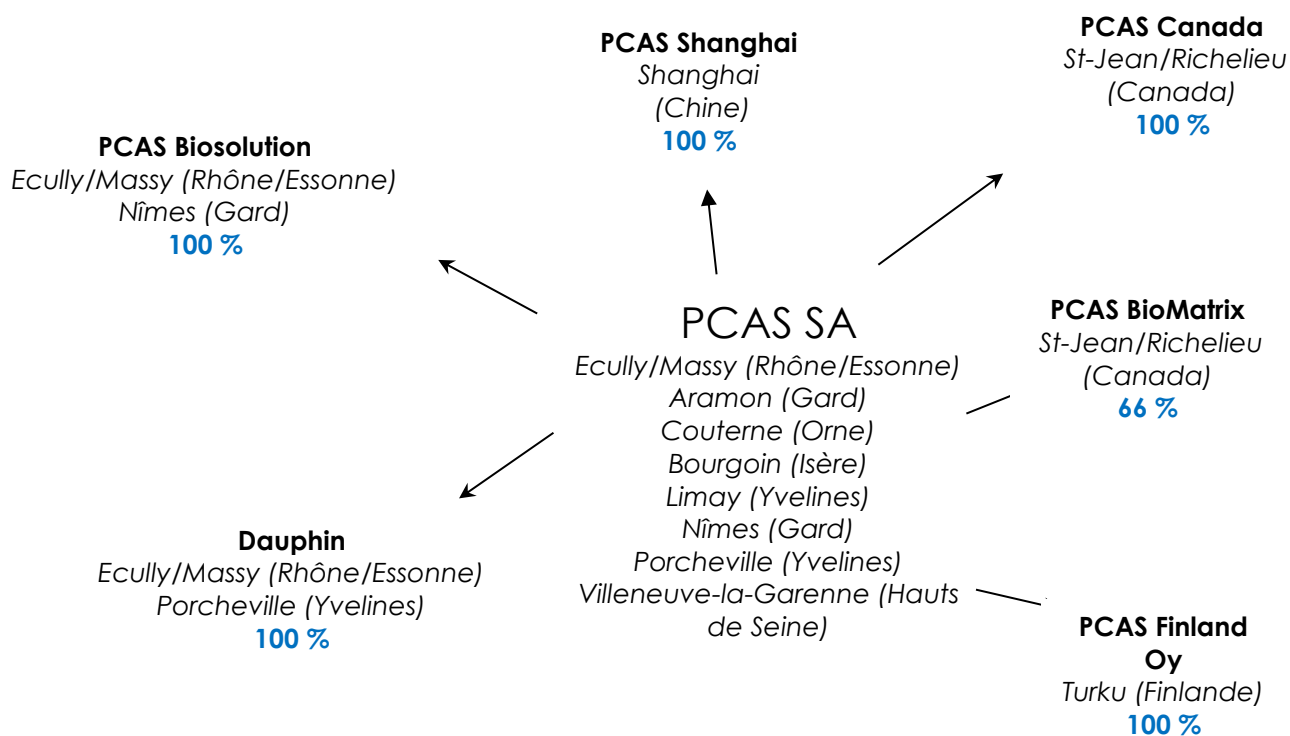 PCAS Shanghai
Shanghai
(Chine)
100 %
PCAS Canada
St-Jean/Richelieu
(Canada)
100 %
PCAS Biosolution
Ecully/Massy (Rhône/Essonne)
Nîmes (Gard)
100 %
PCAS SA
Ecully/Massy (Rhône/Essonne)
Aramon (Gard)
Couterne (Orne)
Bourgoin (Isère)
Limay (Yvelines)
Nîmes (Gard)
Porcheville (Yvelines)
Villeneuve-la-Garenne (Hauts
de Seine)
PCAS BioMatrix
St-Jean/Richelieu
(Canada)
66 %
Dauphin
Ecully/Massy (Rhône/Essonne)
Porcheville (Yvelines)
100 %
PCAS Finland
Oy
Turku (Finlande)
100 %